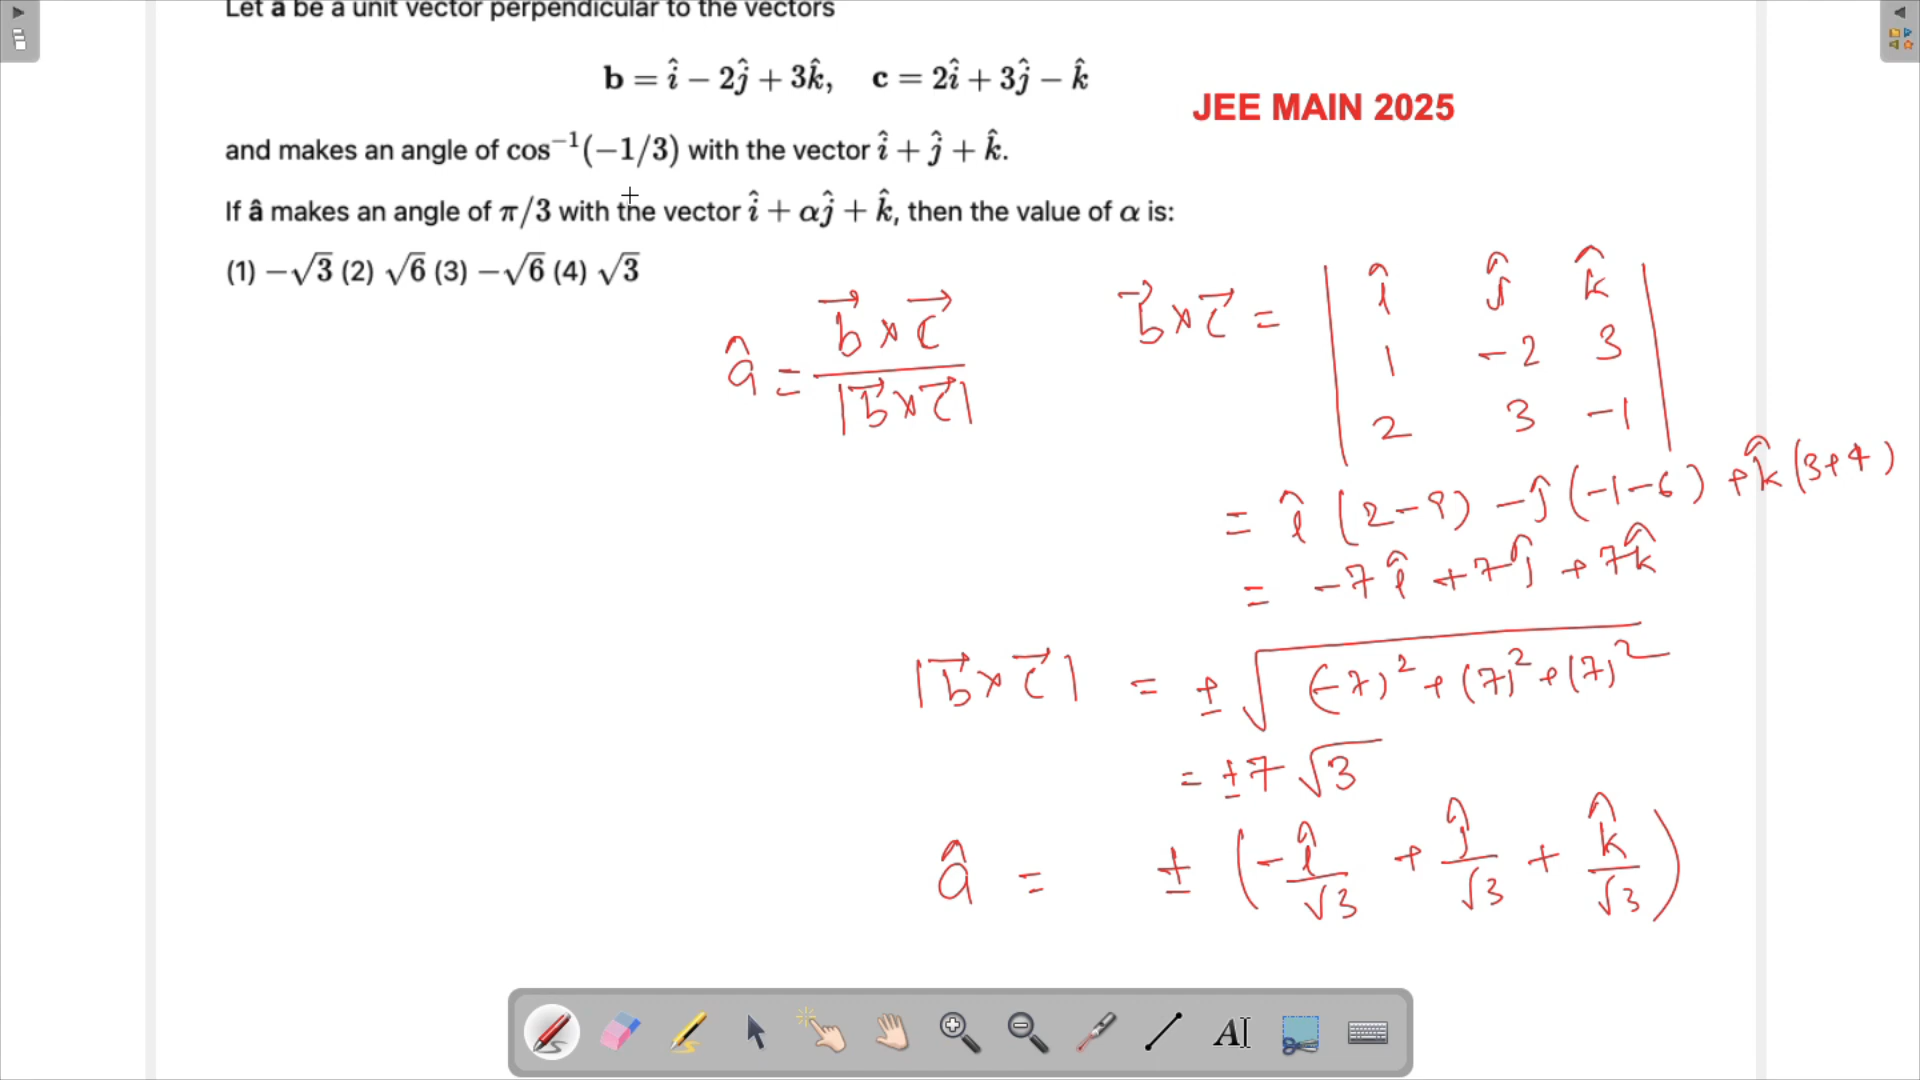 Let a be a unit vector perpendicular to the vectors
b = î − 2ĵ + 3k̂, c = 2î + 3ĵ − k̂
JEE MAIN 2025
and makes an angle of cos⁻¹(−1/3) with the vector î + ĵ + k̂.
If â makes an angle of π/3 with the vector î + αĵ + k̂, then the value of α is:
(1) −√3 (2) √6 (3) −√6 (4) √3
â = (b⃗ × c⃗) / |b⃗ × c⃗|
b⃗ × c⃗ = | î ĵ k̂ |
| 1 −2 3 |
| 2 3 −1 |
= î (2−9) − ĵ (−1−6) + k̂ (3+4)
= −7î + 7ĵ + 7k̂
|b⃗ × c⃗| = ± √((−7)² + (7)² + (7)²)
= ±7√3
â = ± (−î/√3 + ĵ/√3 + k̂/√3)
AI